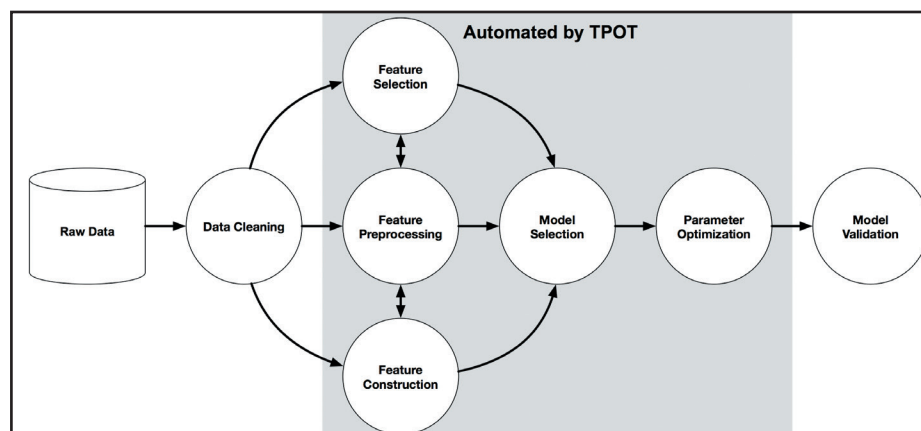 Automated by TPOT
Feature
Selection
Raw Data
Data Cleaning
Feature
Preprocessing
Model
Selection
Parameter
Optimization
Model
Validation
Feature
Construction